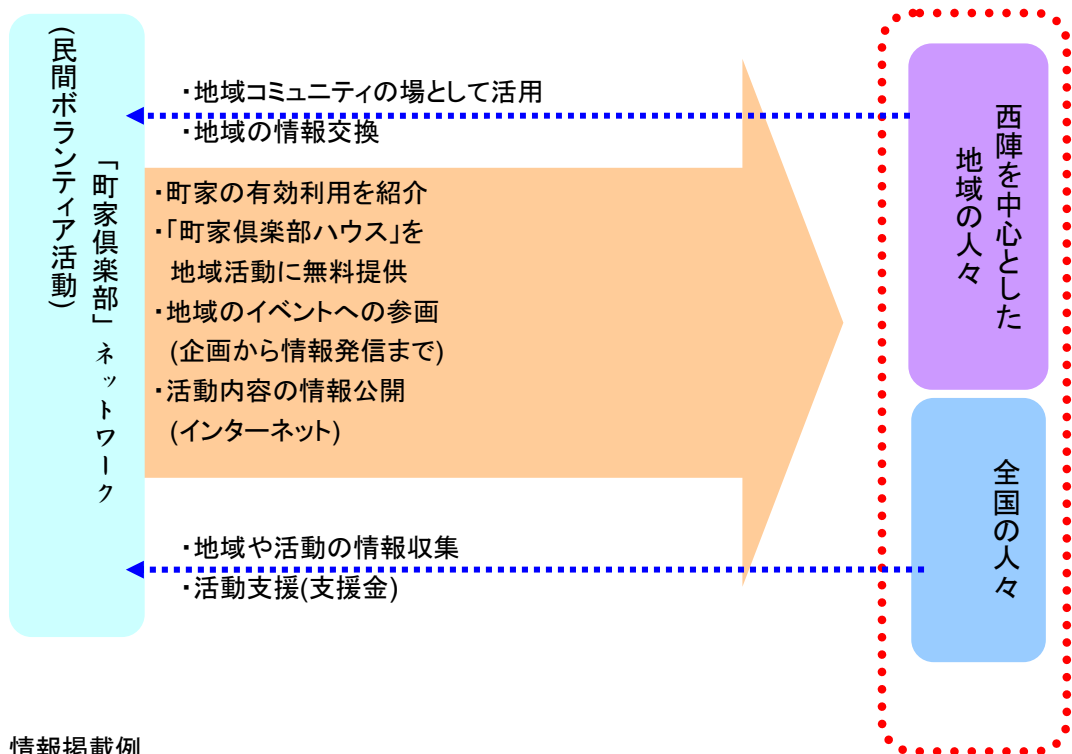 「町家倶楽部」ネットワーク
(民間ボランティア活動)
・地域コミュニティの場として活用
・地域の情報交換
・町家の有効利用を紹介
・「町家倶楽部ハウス」を
地域活動に無料提供
・地域のイベントへの参画
(企画から情報発信まで)
・活動内容の情報公開
(インターネット)
・地域や活動の情報収集
・活動支援(支援金)
西陣を中心とした
地域の人々
全国の人々
情報掲載例